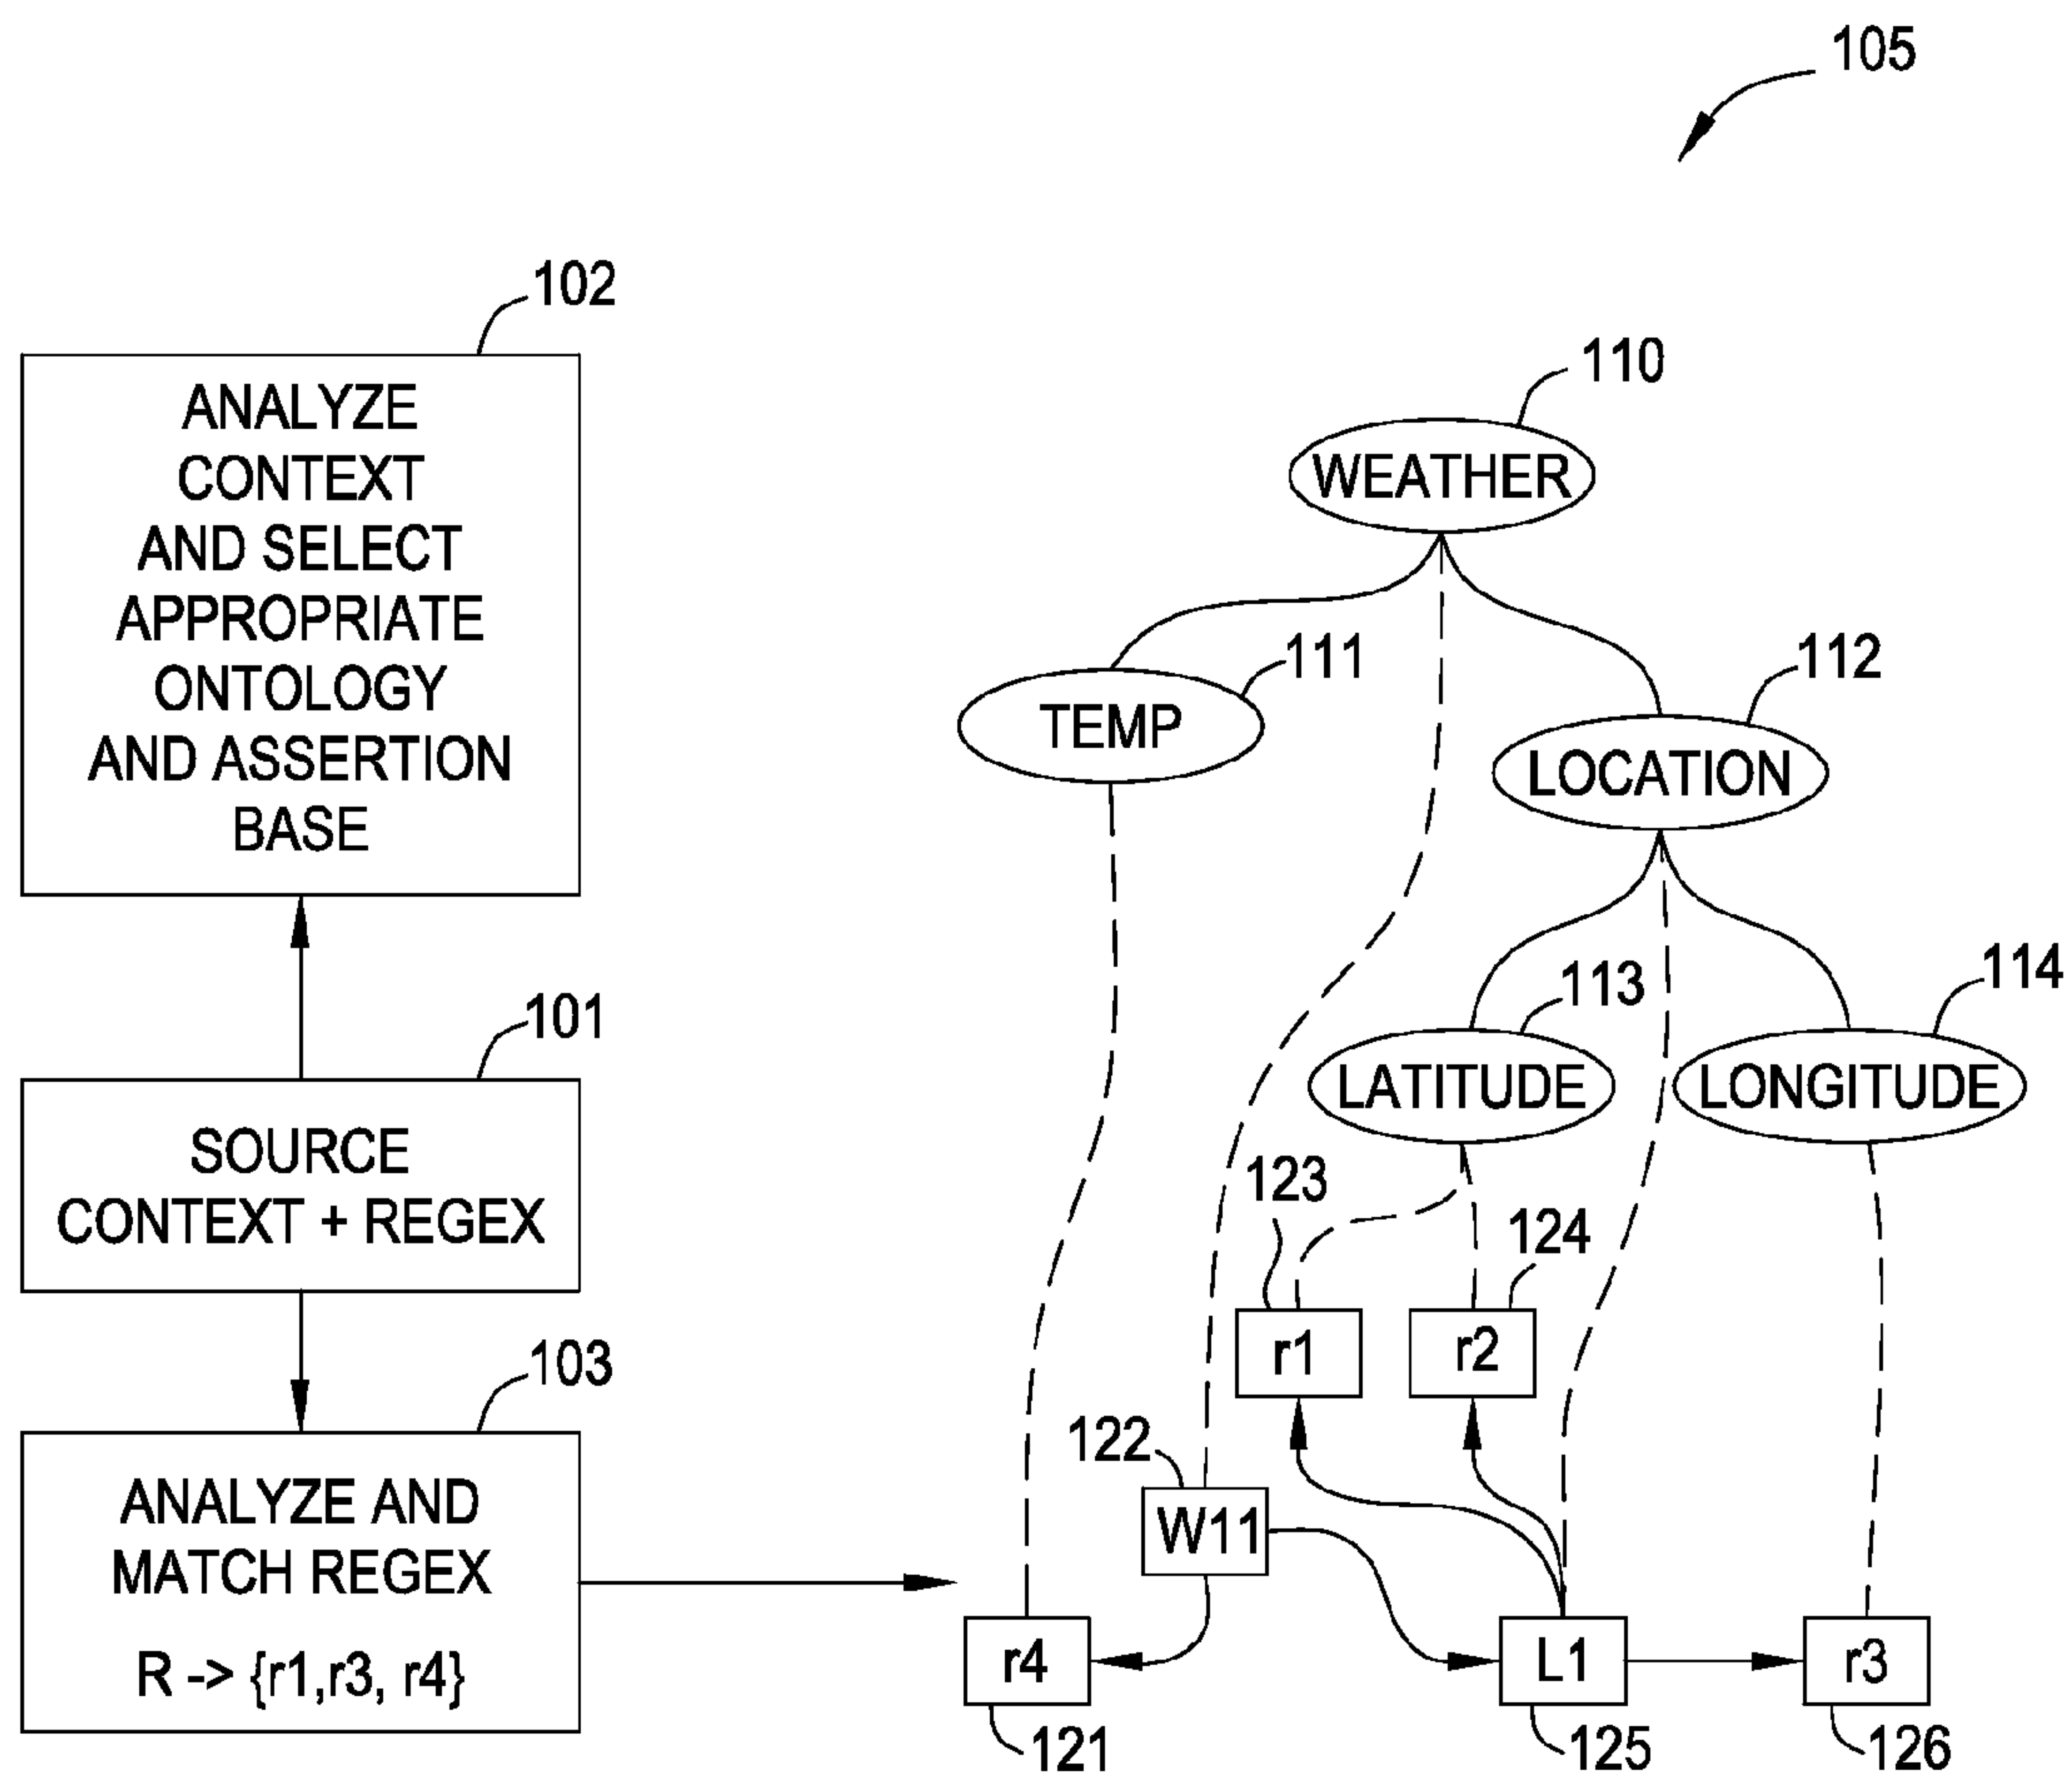 105
102
ANALYZE
CONTEXT
AND SELECT
APPROPRIATE
ONTOLOGY
AND ASSERTION
BASE
101
SOURCE
CONTEXT + REGEX
103
ANALYZE AND
MATCH REGEX
R -> {r1,r3, r4}
110
WEATHER
111
TEMP
112
LOCATION
113
LATITUDE
114
LONGITUDE
123
r1
124
r2
122
W11
r4
121
L1
125
r3
126